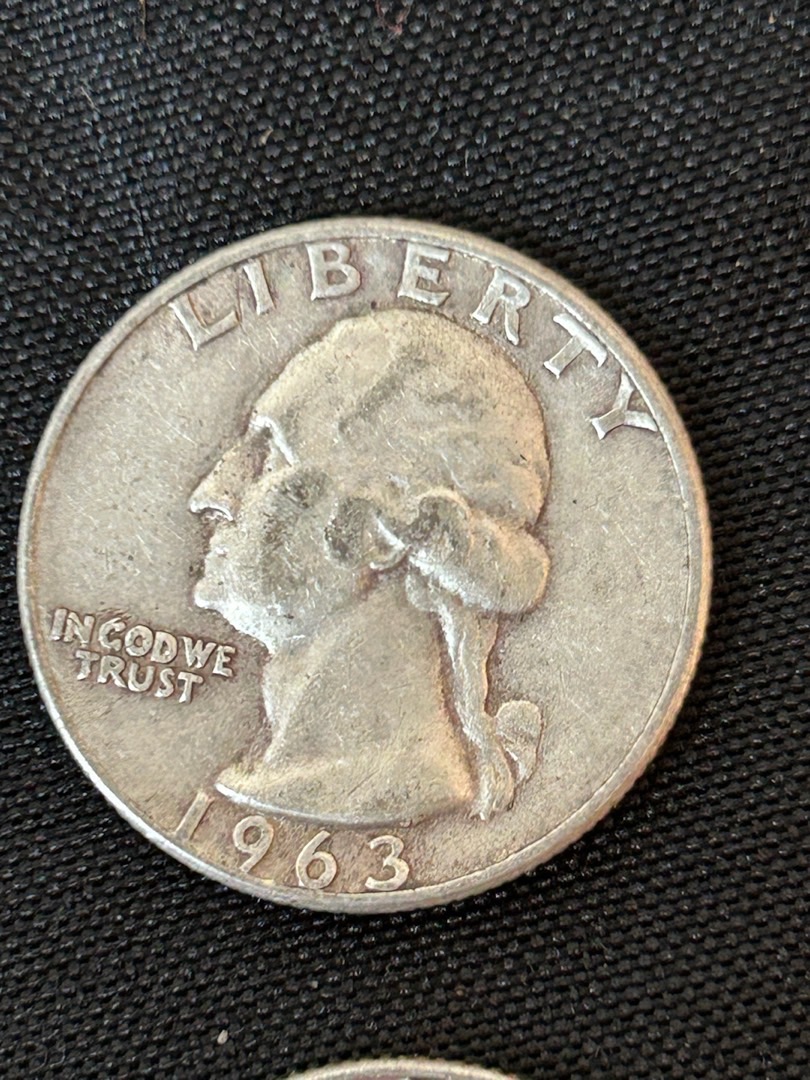 LIBERTY
IN GOD WE
TRUST
1963